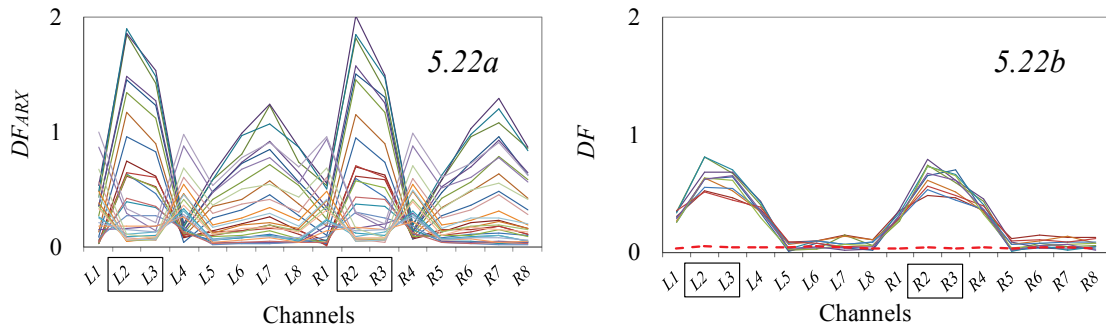 2
1
0
DFARX
5.22a
L1 L2 L3 L4 L5 L6 L7 L8 R1 R2 R3 R4 R5 R6 R7 R8
Channels
2
1
0
DF
5.22b
L1 L2 L3 L4 L5 L6 L7 L8 R1 R2 R3 R4 R5 R6 R7 R8
Channels